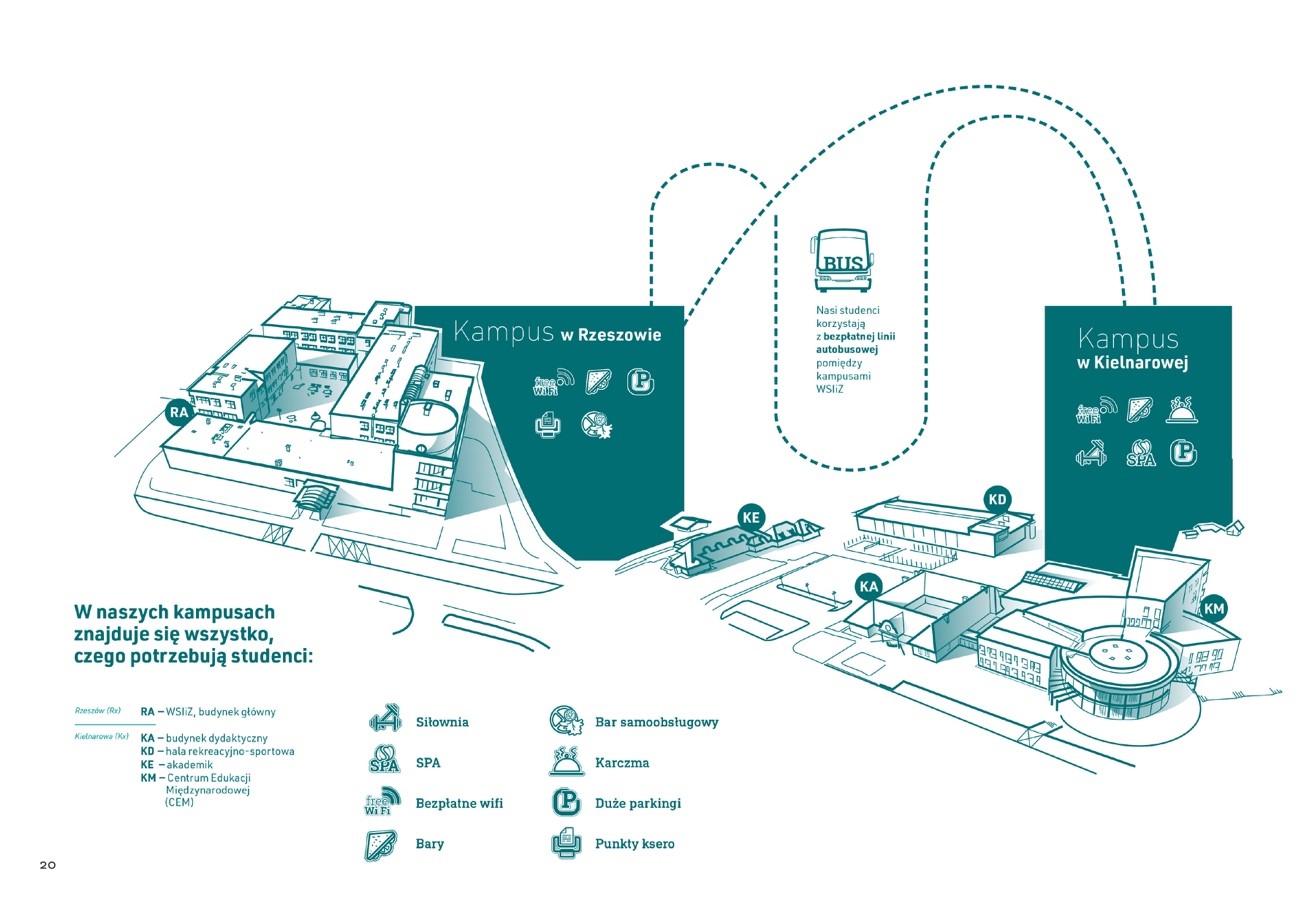 Kampus w Rzeszowie
free
WiFi
P
BUS
Nasi studenci
korzystają
z bezpłatnej linii
autobusowej
pomiędzy
kampusami
WSIiZ
Kampus
w Kielnarowej
free
WiFi
SPA
P
RA
KE
KD
KA
KM
W naszych kampusach
znajduje się wszystko,
czego potrzebują studenci:
Rzeszów (Rx)
RA – WSIiZ, budynek główny
Kielnarowa (Kx)
KA – budynek dydaktyczny
KD – hala rekreacyjno-sportowa
KE – akademik
KM – Centrum Edukacji
Międzynarodowej
(CEM)
Siłownia
SPA
SPA
free
WiFi
Bezpłatne wifi
Bary
Bar samoobsługowy
Karczma
P
Duże parkingi
Punkty ksero
20